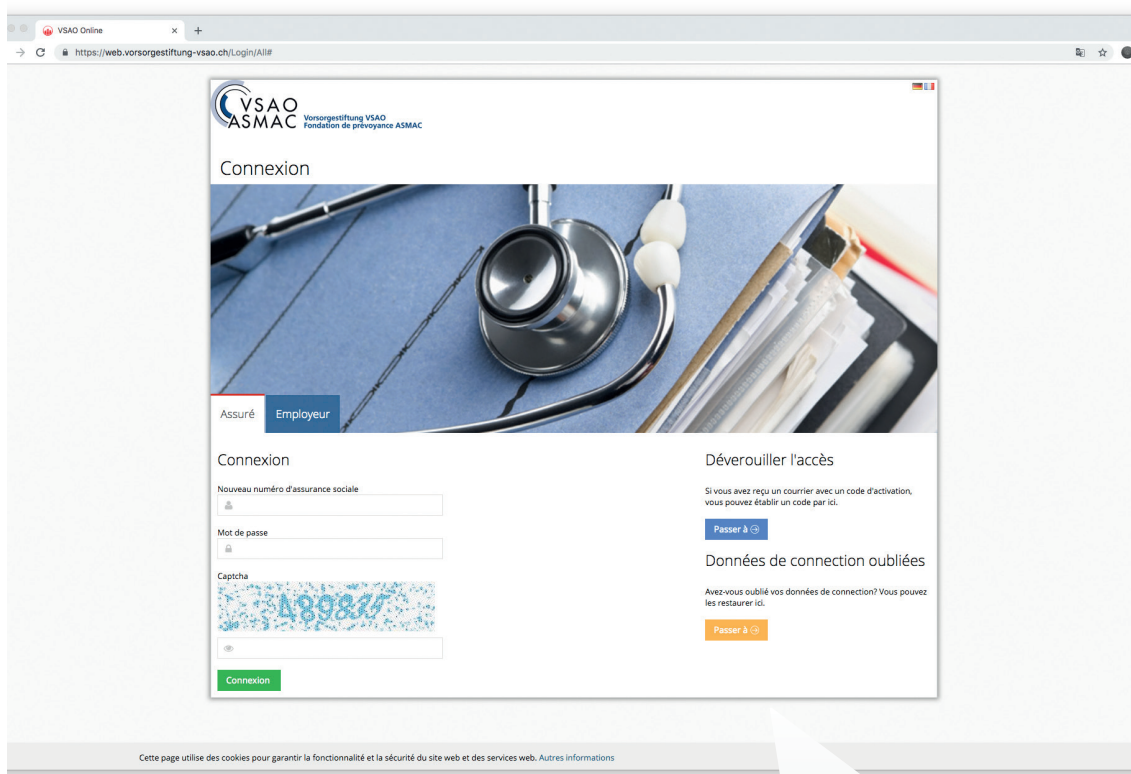 VSAO Online
https://web.vorsorgestiftung-vsao.ch/Login/All#
VSAO
ASMAC
Vorsorgestiftung VSAO
Fondation de prévoyance ASMAC
Connexion
Assuré
Employeur
Connexion
Nouveau numéro d'assurance sociale
Mot de passe
Captcha
Connexion
Déverouiller l'accès
Si vous avez reçu un courrier avec un code d'activation,
vous pouvez établir un code par ici.
Passer à
Données de connection oubliées
Avez-vous oublié vos données de connection? Vous pouvez
les restaurer ici.
Passer à
Cette page utilise des cookies pour garantir la fonctionnalité et la sécurité du site web et des services web. Autres informations